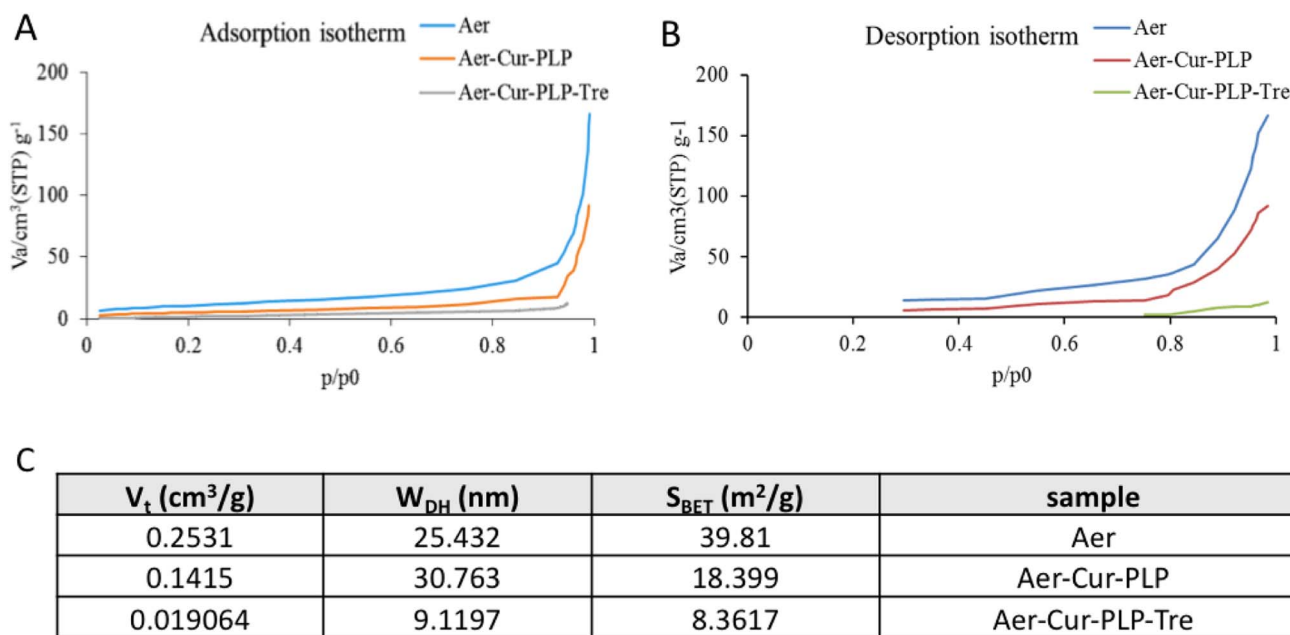 A
Adsorption isotherm
Aer
Aer-Cur-PLP
Aer-Cur-PLP-Tre
Va/cm³(STP) g⁻¹
200
150
100
50
0
0 0.2 0.4 0.6 0.8 1
p/p0
B
Desorption isotherm
Aer
Aer-Cur-PLP
Aer-Cur-PLP-Tre
Va/cm3(STP) g-1
200
150
100
50
0
0 0.2 0.4 0.6 0.8 1
p/p0
C
Vt (cm³/g) WDH (nm) SBET (m²/g) sample
0.2531 25.432 39.81 Aer
0.1415 30.763 18.399 Aer-Cur-PLP
0.019064 9.1197 8.3617 Aer-Cur-PLP-Tre